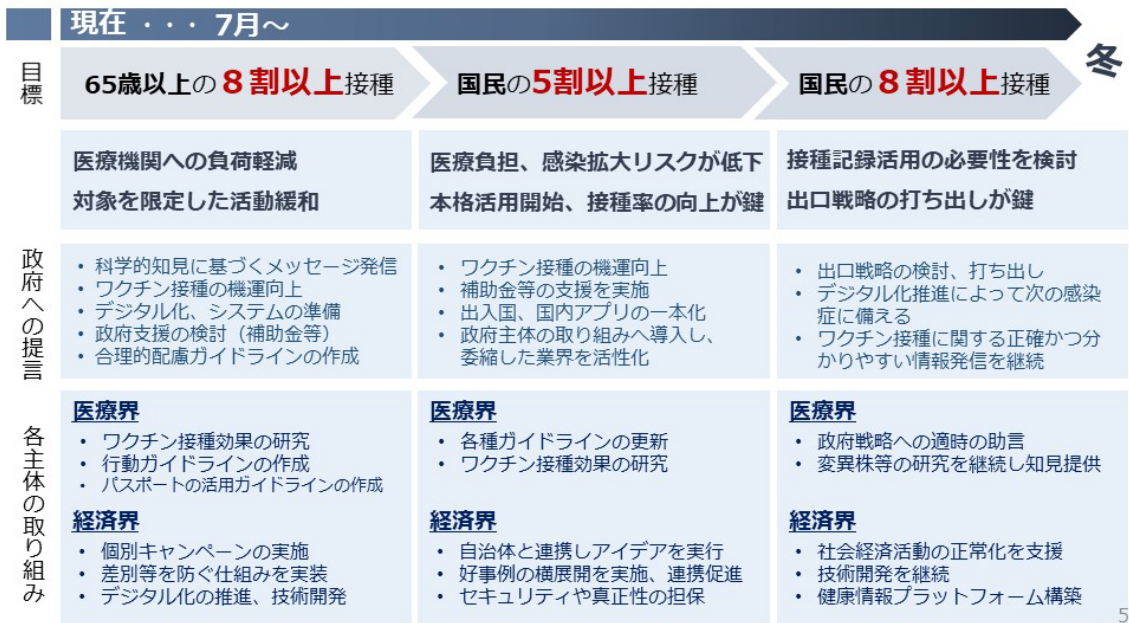 現在 ・・・ 7月～
冬
目標
65歳以上の８割以上接種
国民の5割以上接種
国民の８割以上接種
医療機関への負荷軽減
対象を限定した活動緩和
医療負担、感染拡大リスクが低下
本格活用開始、接種率の向上が鍵
接種記録活用の必要性を検討
出口戦略の打ち出しが鍵
政府への提言
・科学的知見に基づくメッセージ発信
・ワクチン接種の機運向上
・デジタル化、システムの準備
・政府支援の検討（補助金等）
・合理的配慮ガイドラインの作成
・ワクチン接種の機運向上
・補助金等の支援を実施
・出入国、国内アプリの一本化
・政府主体の取り組みへ導入し、
委縮した業界を活性化
・出口戦略の検討、打ち出し
・デジタル化推進によって次の感染
症に備える
・ワクチン接種に関する正確かつ分
かりやすい情報発信を継続
各主体の取り組み
医療界
・ワクチン接種効果の研究
・行動ガイドラインの作成
・パスポートの活用ガイドラインの作成
経済界
・個別キャンペーンの実施
・差別等を防ぐ仕組みを実装
・デジタル化の推進、技術開発
医療界
・各種ガイドラインの更新
・ワクチン接種効果の研究
経済界
・自治体と連携しアイデアを実行
・好事例の横展開を実施、連携促進
・セキュリティや真正性の担保
医療界
・政府戦略への適時の助言
・変異株等の研究を継続し知見提供
経済界
・社会経済活動の正常化を支援
・技術開発を継続
・健康情報プラットフォーム構築
5